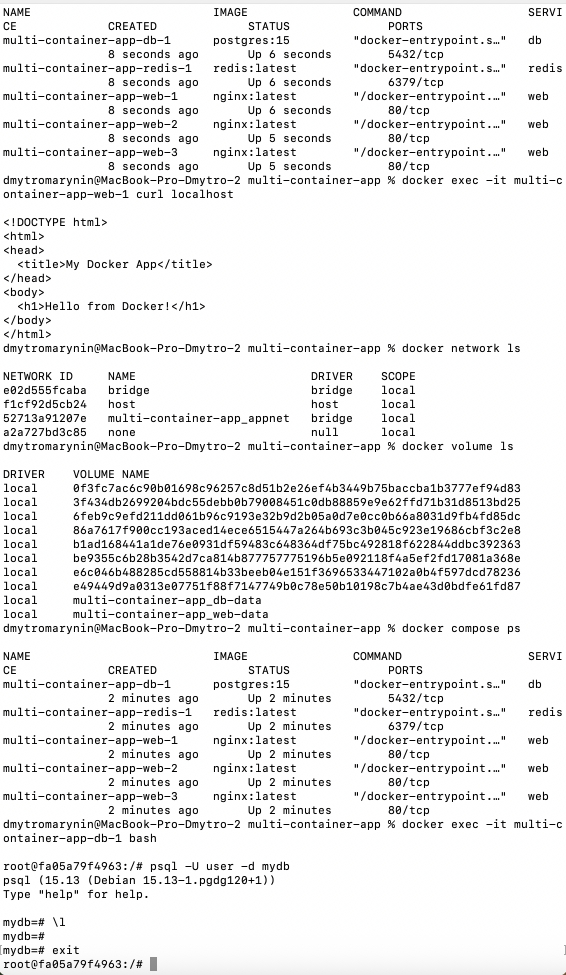 NAME                          IMAGE               COMMAND                  SERVI
CE             CREATED             STATUS              PORTS
multi-container-app-db-1      postgres:15         "docker-entrypoint.s…"   db
               8 seconds ago       Up 6 seconds        5432/tcp
multi-container-app-redis-1   redis:latest        "docker-entrypoint.s…"   redis
               8 seconds ago       Up 6 seconds        6379/tcp
multi-container-app-web-1     nginx:latest        "/docker-entrypoint.…"   web
               8 seconds ago       Up 6 seconds        80/tcp
multi-container-app-web-2     nginx:latest        "/docker-entrypoint.…"   web
               8 seconds ago       Up 5 seconds        80/tcp
multi-container-app-web-3     nginx:latest        "/docker-entrypoint.…"   web
               8 seconds ago       Up 5 seconds        80/tcp
dmytromarynin@MacBook-Pro-Dmytro-2 multi-container-app % docker exec -it multi-c
ontainer-app-web-1 curl localhost
<!DOCTYPE html>
<html>
<head>
  <title>My Docker App</title>
</head>
<body>
  <h1>Hello from Docker!</h1>
</body>
</html>
dmytromarynin@MacBook-Pro-Dmytro-2 multi-container-app % docker network ls
NETWORK ID     NAME                         DRIVER    SCOPE
e02d555fcaba   bridge                       bridge    local
f1cf92d5cb24   host                         host      local
52713a91207e   multi-container-app_appnet   bridge    local
a2a727bd3c85   none                         null      local
dmytromarynin@MacBook-Pro-Dmytro-2 multi-container-app % docker volume ls
DRIVER    VOLUME NAME
local     0f3fc7ac6c90b01698c96257c8d51b2e26ef4b3449b75baccba1b3777ef94d83
local     3f434db2699204bdc55debb0b79008451c0db88859e9e62ffd71b31d8513bd25
local     6feb9c9efd211dd061b96c9193e32b9d2b05a0d7e0cc0b66a8031d9fb4fd85dc
local     86a7617f900cc193aced14ece6515447a264b693c3b045c923e19686cbf3c2e8
local     b1ad168441a1de76e0931df59483c648364df75bc492818f622844ddbc392363
local     be9355c6b28b3542d7ca814b877757775196b5e092118f4a5ef2fd17081a368e
local     e6c046b488285cd558814b33beeb04e151f3696533447102a0b4f597dcd78236
local     e49449d9a0313e07751f88f7147749b0c78e50b10198c7b4ae43d0bdfe61fd87
local     multi-container-app_db-data
local     multi-container-app_web-data
dmytromarynin@MacBook-Pro-Dmytro-2 multi-container-app % docker compose ps
NAME                          IMAGE               COMMAND                  SERVI
CE             CREATED             STATUS              PORTS
multi-container-app-db-1      postgres:15         "docker-entrypoint.s…"   db
               2 minutes ago       Up 2 minutes        5432/tcp
multi-container-app-redis-1   redis:latest        "docker-entrypoint.s…"   redis
               2 minutes ago       Up 2 minutes        6379/tcp
multi-container-app-web-1     nginx:latest        "/docker-entrypoint.…"   web
               2 minutes ago       Up 2 minutes        80/tcp
multi-container-app-web-2     nginx:latest        "/docker-entrypoint.…"   web
               2 minutes ago       Up 2 minutes        80/tcp
multi-container-app-web-3     nginx:latest        "/docker-entrypoint.…"   web
               2 minutes ago       Up 2 minutes        80/tcp
dmytromarynin@MacBook-Pro-Dmytro-2 multi-container-app % docker exec -it multi-c
ontainer-app-db-1 bash
root@fa05a79f4963:/# psql -U user -d mydb
psql (15.13 (Debian 15.13-1.pgdg120+1))
Type "help" for help.
mydb=# \l
mydb=#
[mydb=# exit ]
root@fa05a79f4963:/#